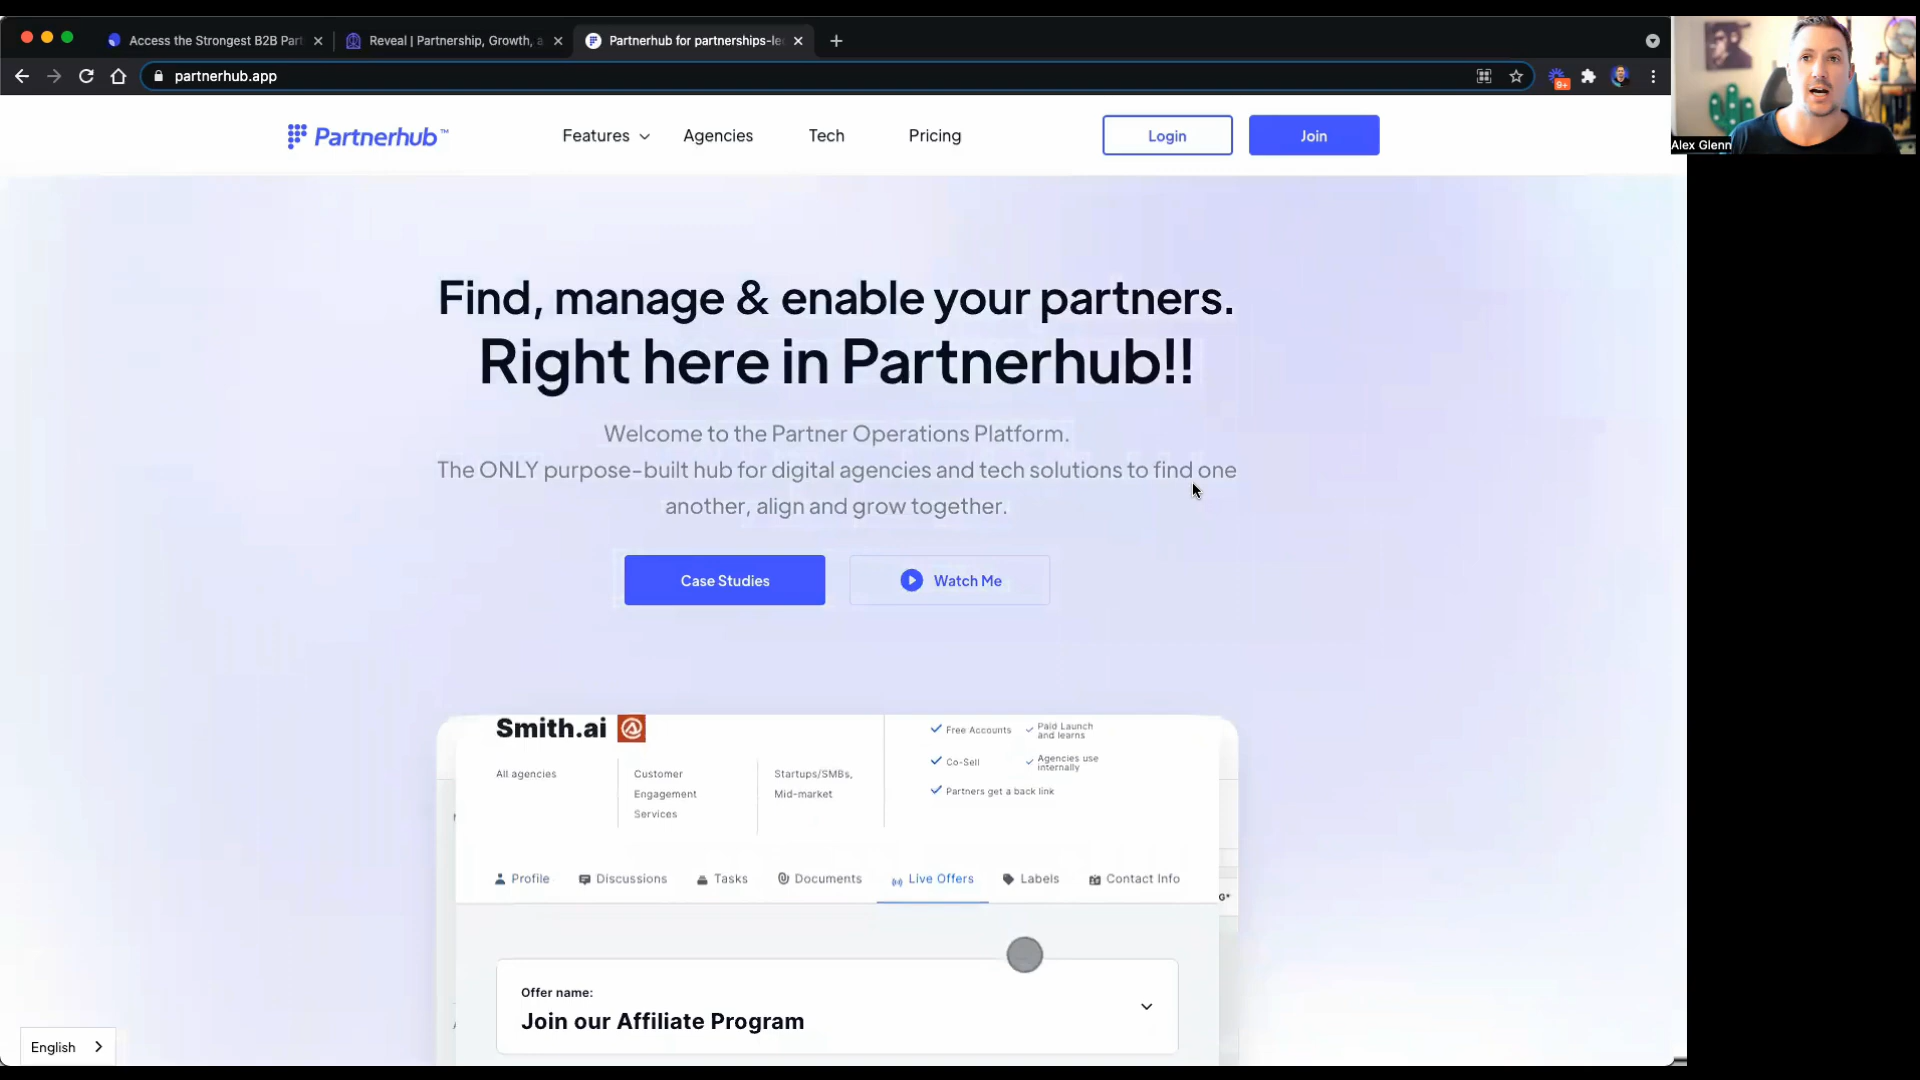 Access the Strongest B2B Part
Reveal | Partnership, Growth, a
Partnerhub for partnerships-le
partnerhub.app
9+
Alex Glenn
Partnerhub™
Features
Agencies
Tech
Pricing
Login
Join
Find, manage & enable your partners.
Right here in Partnerhub!!
Welcome to the Partner Operations Platform.
The ONLY purpose-built hub for digital agencies and tech solutions to find one
another, align and grow together.
Case Studies
Watch Me
Smith.ai
All agencies
Customer
Engagement
Services
Startups/SMBs,
Mid-market
Free Accounts
Paid Launch
and learns
Co-Sell
Agencies use
internally
Partners get a back link
Profile
Discussions
Tasks
Documents
Live Offers
Labels
Contact Info
Offer name:
Join our Affiliate Program
English